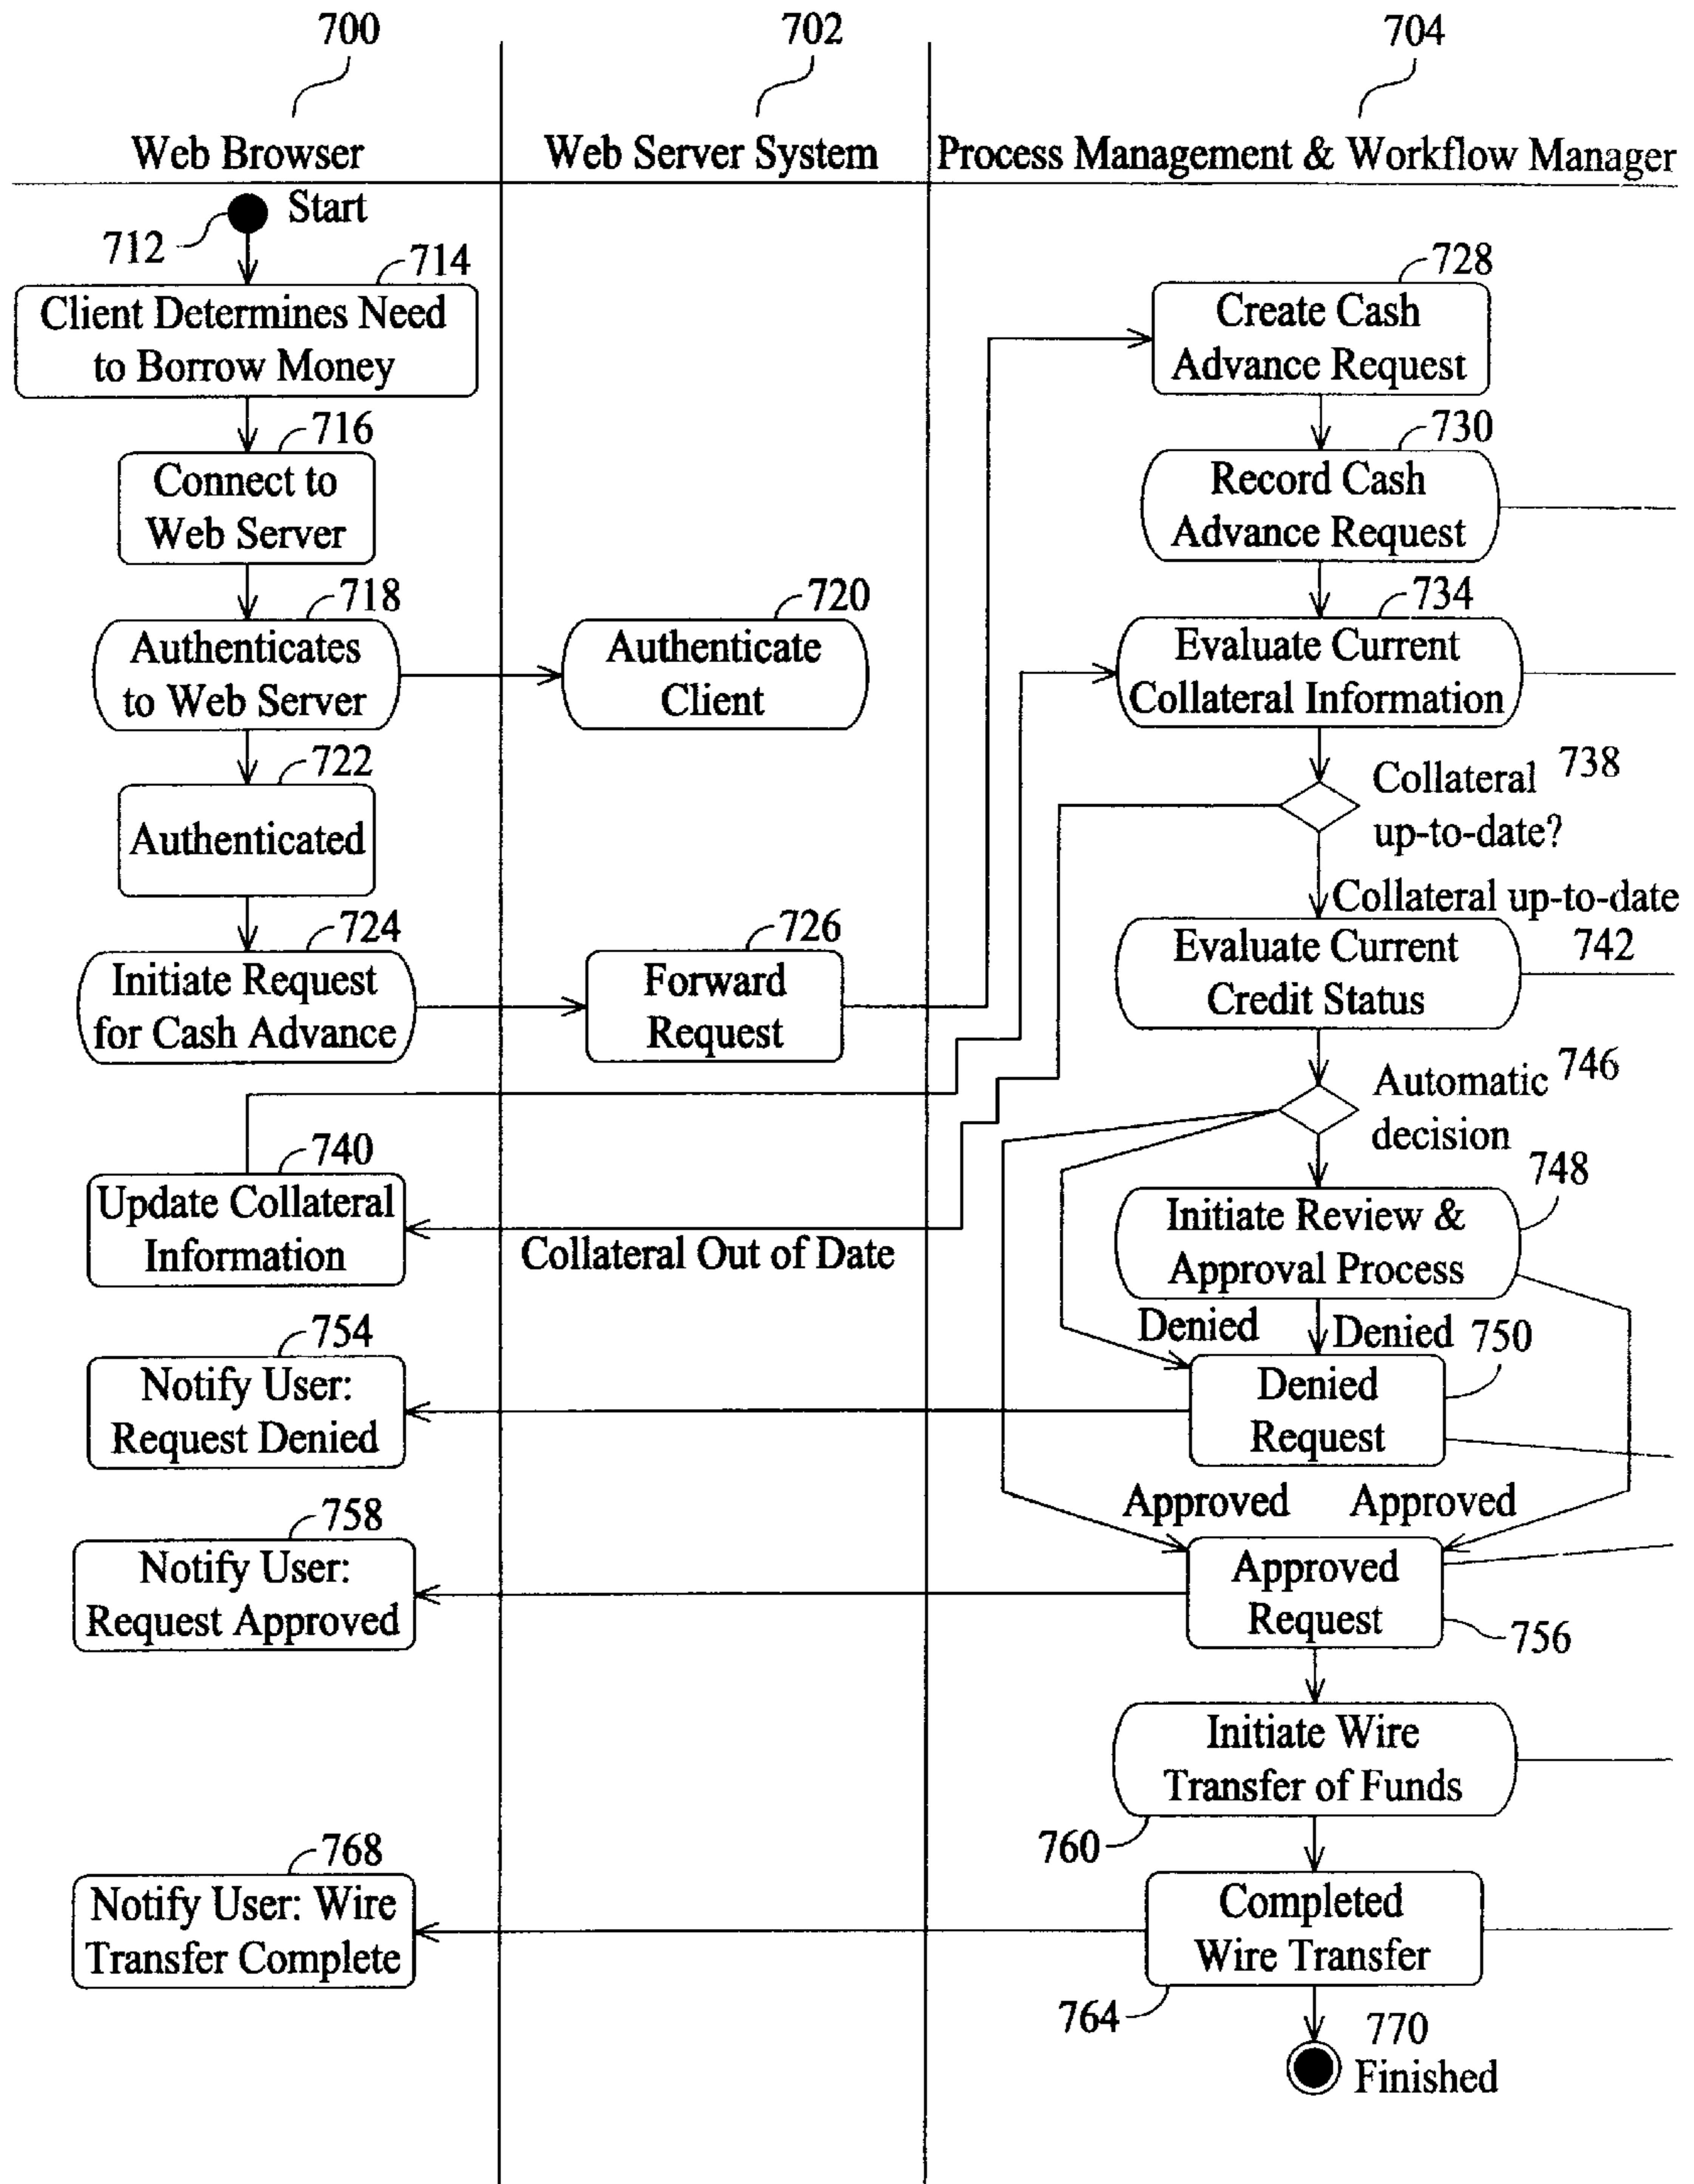 700
702
704
Web Browser
Web Server System
Process Management & Workflow Manager
Start
712
714
Client Determines Need
to Borrow Money
716
Connect to
Web Server
718
Authenticates
to Web Server
720
Authenticate
Client
722
Authenticated
724
Initiate Request
for Cash Advance
726
Forward
Request
728
Create Cash
Advance Request
730
Record Cash
Advance Request
734
Evaluate Current
Collateral Information
Collateral 738
up-to-date?
Collateral up-to-date
Evaluate Current
Credit Status
742
Automatic 746
decision
740
Update Collateral
Information
Collateral Out of Date
748
Initiate Review &
Approval Process
Denied
Denied
750
Denied
Request
754
Notify User:
Request Denied
Approved
Approved
758
Notify User:
Request Approved
Approved
Request
756
Initiate Wire
Transfer of Funds
760
768
Notify User: Wire
Transfer Complete
Completed
Wire Transfer
764
770
Finished